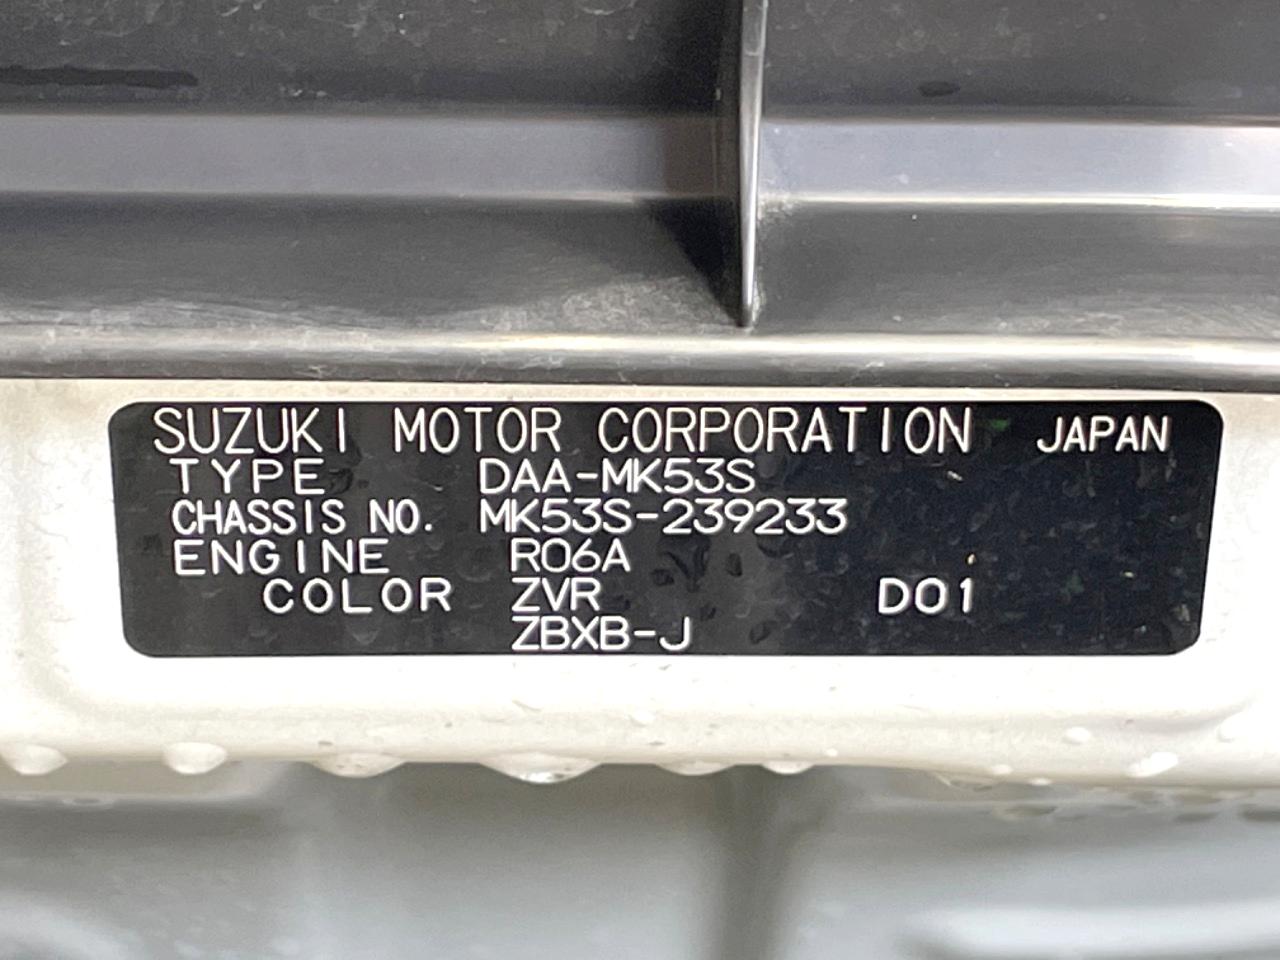 SUZUKI MOTOR CORPORATION JAPAN
TYPE DAA-MK53S
CHASSIS NO. MK53S-239233
ENGINE R06A
COLOR ZVR D01
ZBXB-J